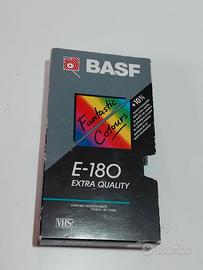 BASF
+10%
Fantastic
Colours
E-180
EXTRA QUALITY
VHS